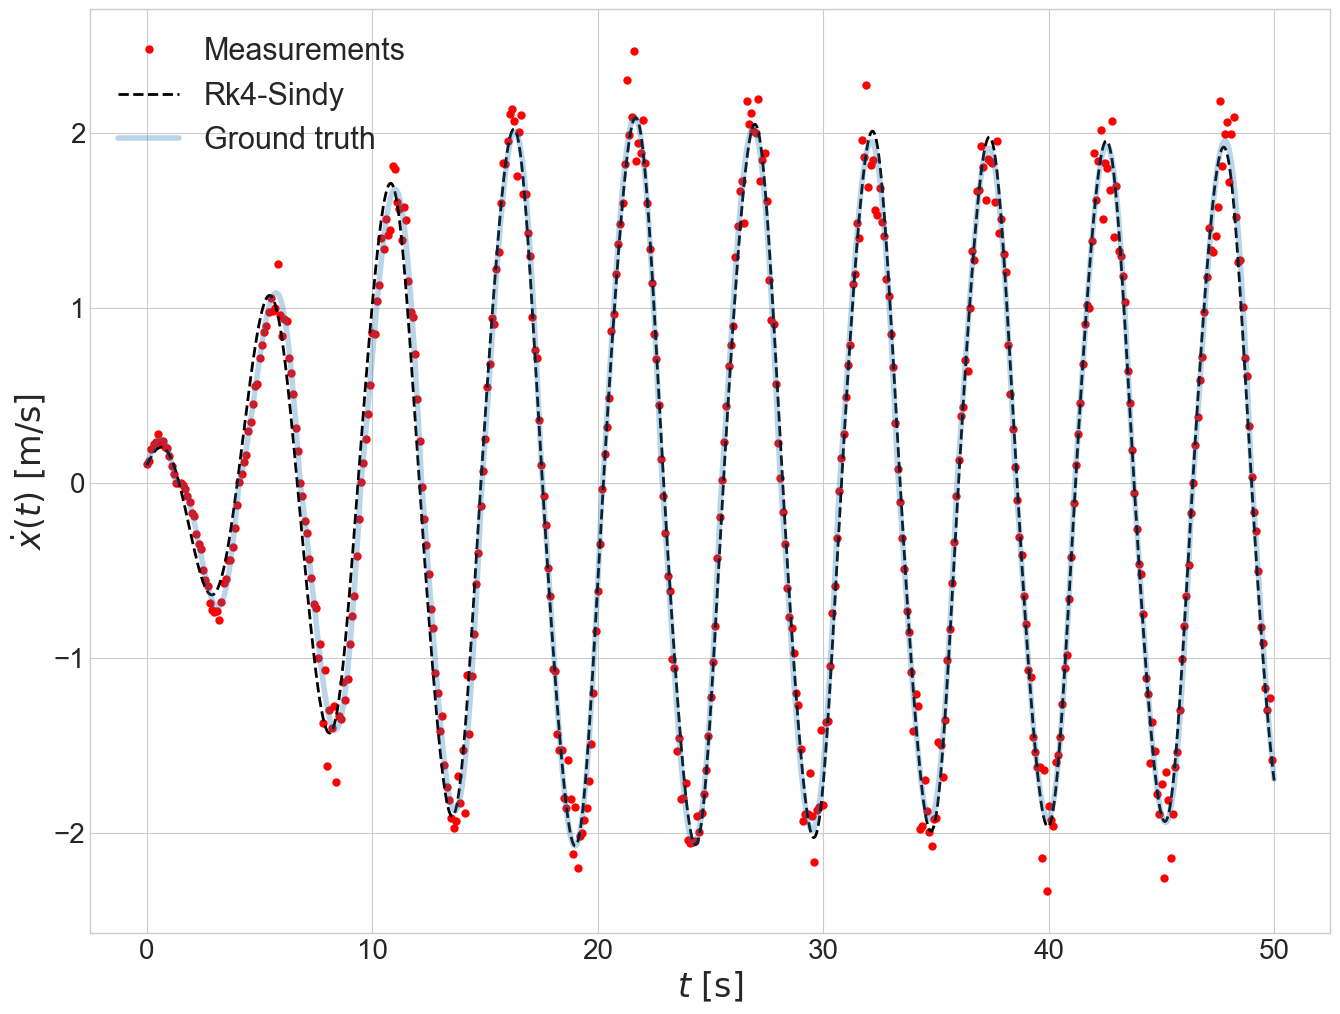 Measurements
Rk4-Sindy
Ground truth
2
1
0
−1
−2
ẋ(t) [m/s]
0 10 20 30 40 50
t [s]